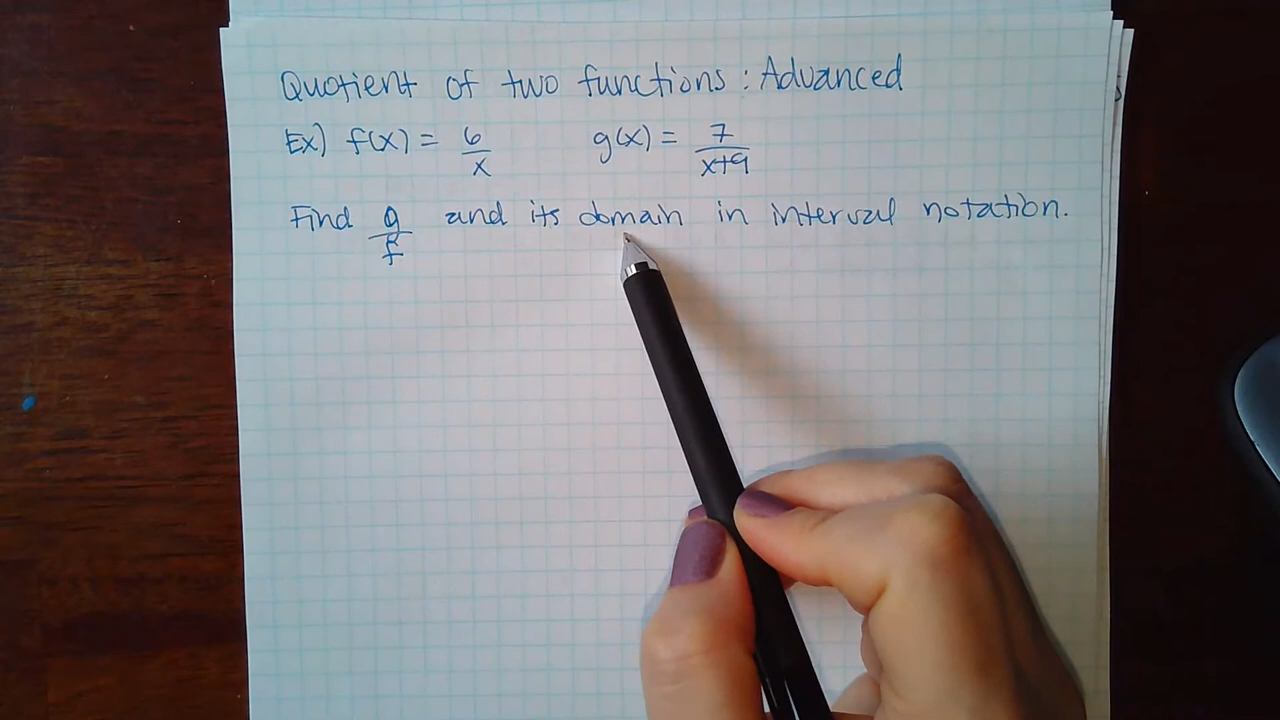 Quotient of two functions : Advanced
Ex) f(x) = 6/x g(x) = 7/(x+9)
Find g/f and its domain in interval notation.